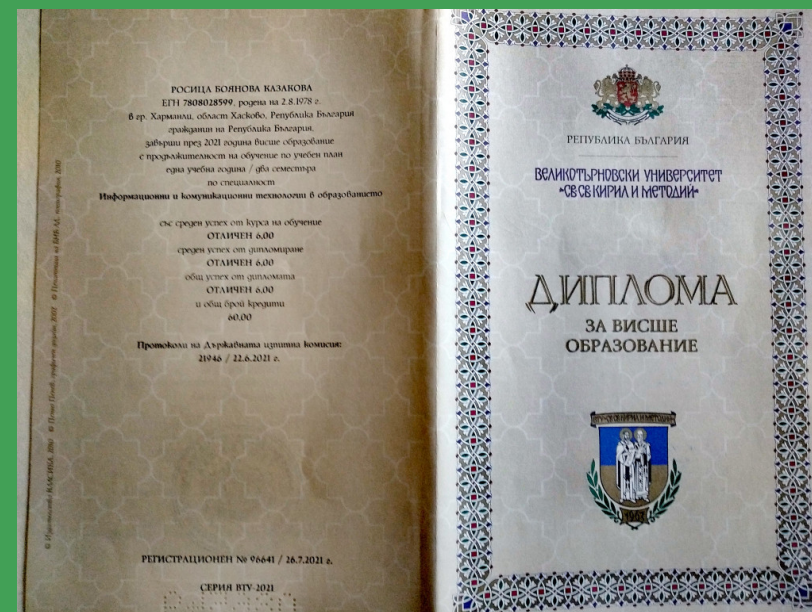 РОСИЦА БОЯНОВА КАЗАКОВА
ЕГН 7808028599, родена на 2.8.1978 г.
в гр. Харманли, област Хасково, Република България
гражданин на Република България,
завърши през 2021 година висше образование
с продължителност на обучение по учебен план
една учебна година / два семестъра
по специалност
Информационни и комуникационни технологии в образованието
със среден успех от курса на обучение
ОТЛИЧЕН 6,00
среден успех от дипломиране
ОТЛИЧЕН 6,00
общ успех от дипломата
ОТЛИЧЕН 6,00
и общ брой кредити
60,00
Протоколи на Държавната изпитна комисия:
21946 / 22.6.2021 г.
РЕГИСТРАЦИОНЕН № 96641 / 26.7.2021 г.
СЕРИЯ ВТУ-2021
РЕПУБЛИКА БЪЛГАРИЯ
ВЕЛИКОТЪРНОВСКИ УНИВЕРСИТЕТ
"СВ СВ КИРИЛ И МЕТОДИЙ"
ДИПЛОМА
ЗА ВИСШЕ
ОБРАЗОВАНИЕ